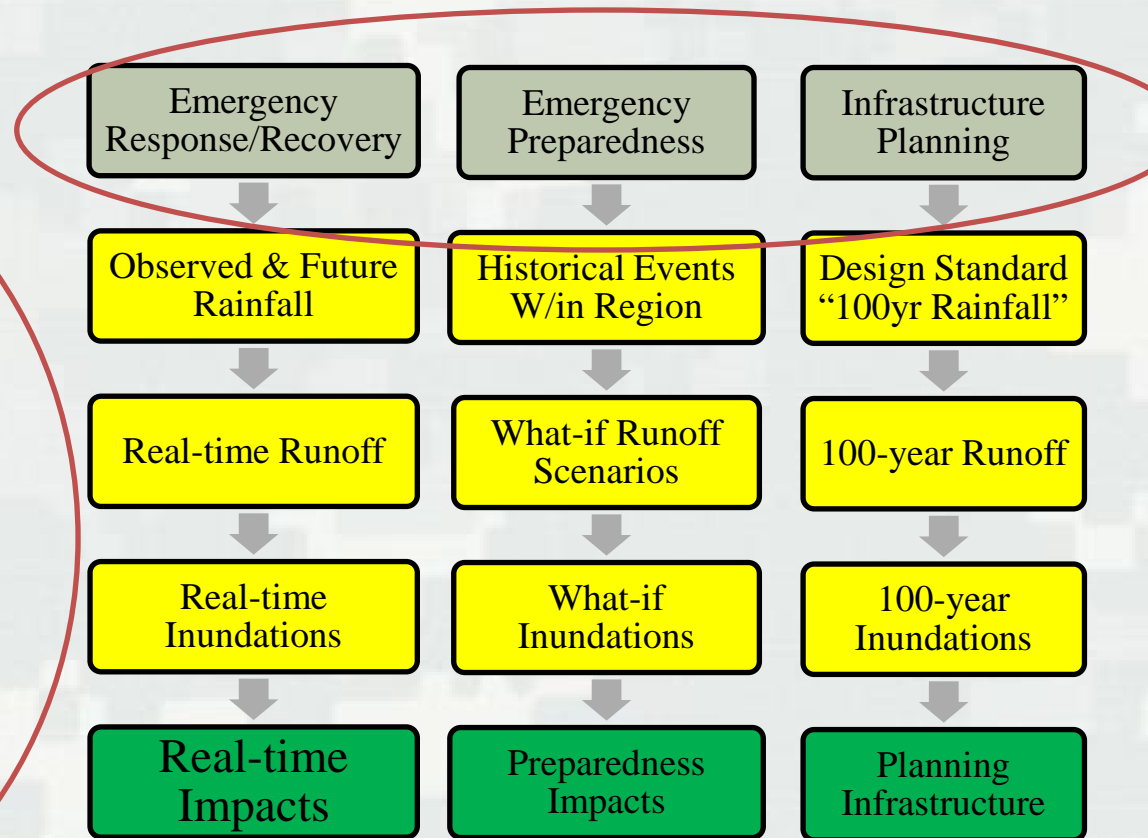 Emergency
Response/Recovery
Emergency
Preparedness
Infrastructure
Planning
Observed & Future
Rainfall
Historical Events
W/in Region
Design Standard
“100yr Rainfall”
Real-time Runoff
What-if Runoff
Scenarios
100-year Runoff
Real-time
Inundations
What-if
Inundations
100-year
Inundations
Real-time
Impacts
Preparedness
Impacts
Planning
Infrastructure